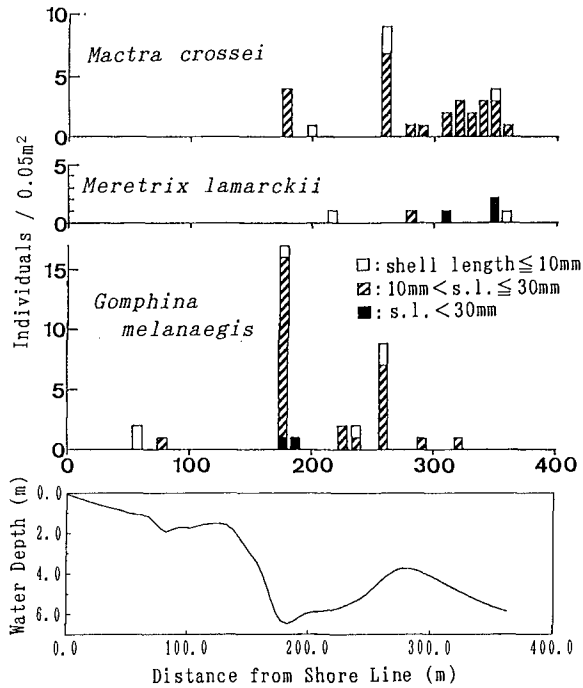 10
Mactra crossei
5
0
5
Meretrix lamarckii
0
Individuals / 0.05m²
15
□: shell length≦10mm
▨: 10mm<s.l.≦30mm
■: s.l.<30mm
Gomphina
melanaegis
10
5
0
0 100 200 300 400
0.0
2.0
4.0
6.0
Water Depth (m)
0.0 100.0 200.0 300.0 400.0
Distance from Shore Line (m)